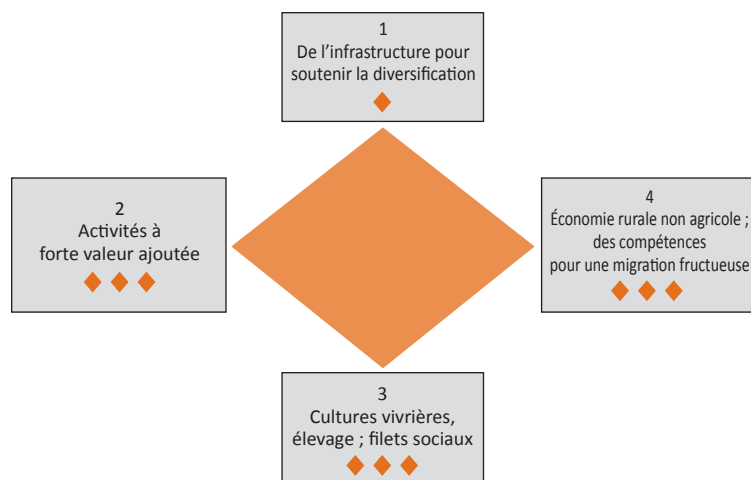 1
De l’infrastructure pour
soutenir la diversification
2
Activités à
forte valeur ajoutée
4
Économie rurale non agricole ;
des compétences
pour une migration fructueuse
3
Cultures vivrières,
élevage ; filets sociaux